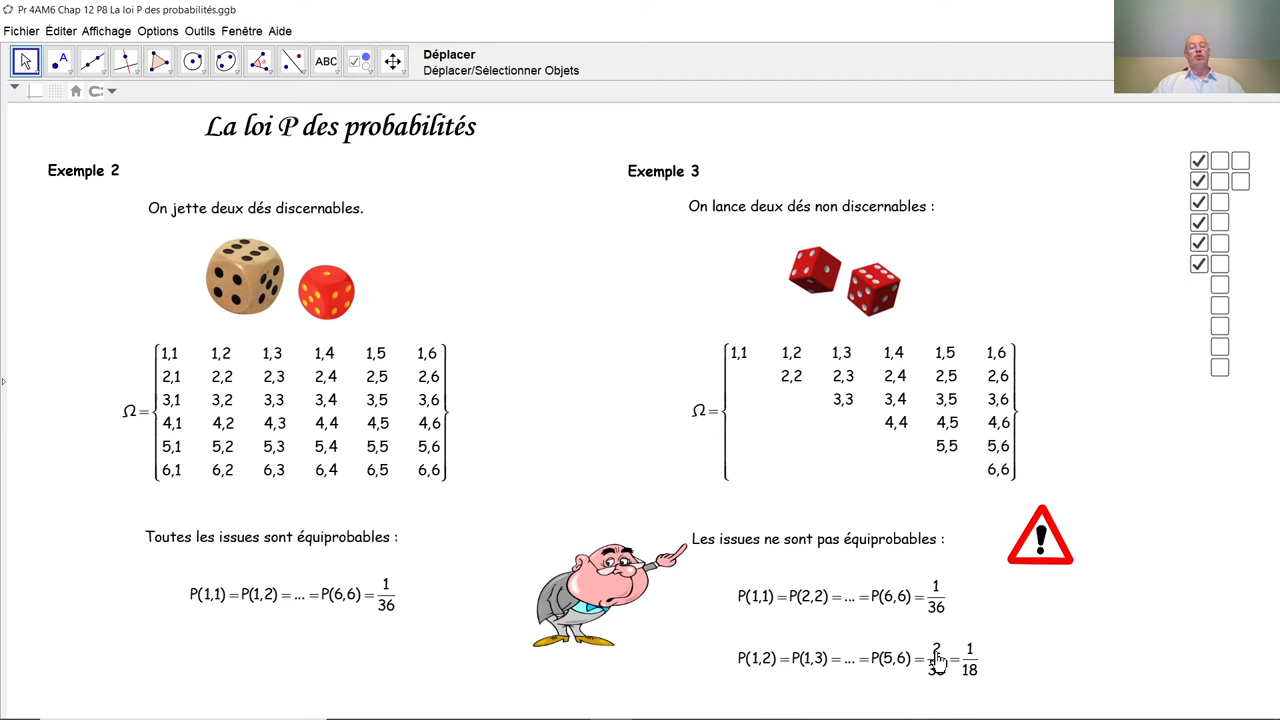 Pr 4AM6 Chap 12 P8 La loi P des probabilités.ggb
Fichier Éditer Affichage Options Outils Fenêtre Aide
A
ABC
Déplacer
Déplacer/Sélectionner Objets
La loi P des probabilités
Exemple 2
On jette deux dés discernables.
Ω =
1,1 1,2 1,3 1,4 1,5 1,6
2,1 2,2 2,3 2,4 2,5 2,6
3,1 3,2 3,3 3,4 3,5 3,6
4,1 4,2 4,3 4,4 4,5 4,6
5,1 5,2 5,3 5,4 5,5 5,6
6,1 6,2 6,3 6,4 6,5 6,6
Toutes les issues sont équiprobables :
P(1,1) = P(1,2) = ... = P(6,6) = 1/36
Exemple 3
On lance deux dés non discernables :
Ω =
1,1 1,2 1,3 1,4 1,5 1,6
2,2 2,3 2,4 2,5 2,6
3,3 3,4 3,5 3,6
4,4 4,5 4,6
5,5 5,6
6,6
Les issues ne sont pas équiprobables :
P(1,1) = P(2,2) = ... = P(6,6) = 1/36
P(1,2) = P(1,3) = ... = P(5,6) = 2/ = 1/18